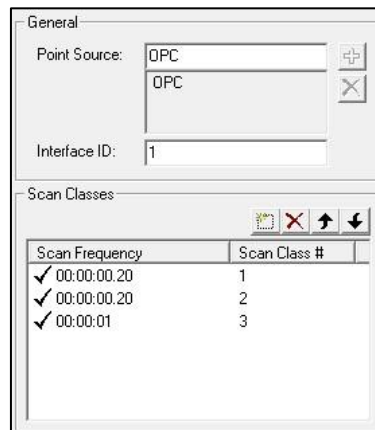 General
Point Source: OPC
OPC
Interface ID: 1
Scan Classes
Scan Frequency Scan Class #
00:00:00.20 1
00:00:00.20 2
00:00:01 3